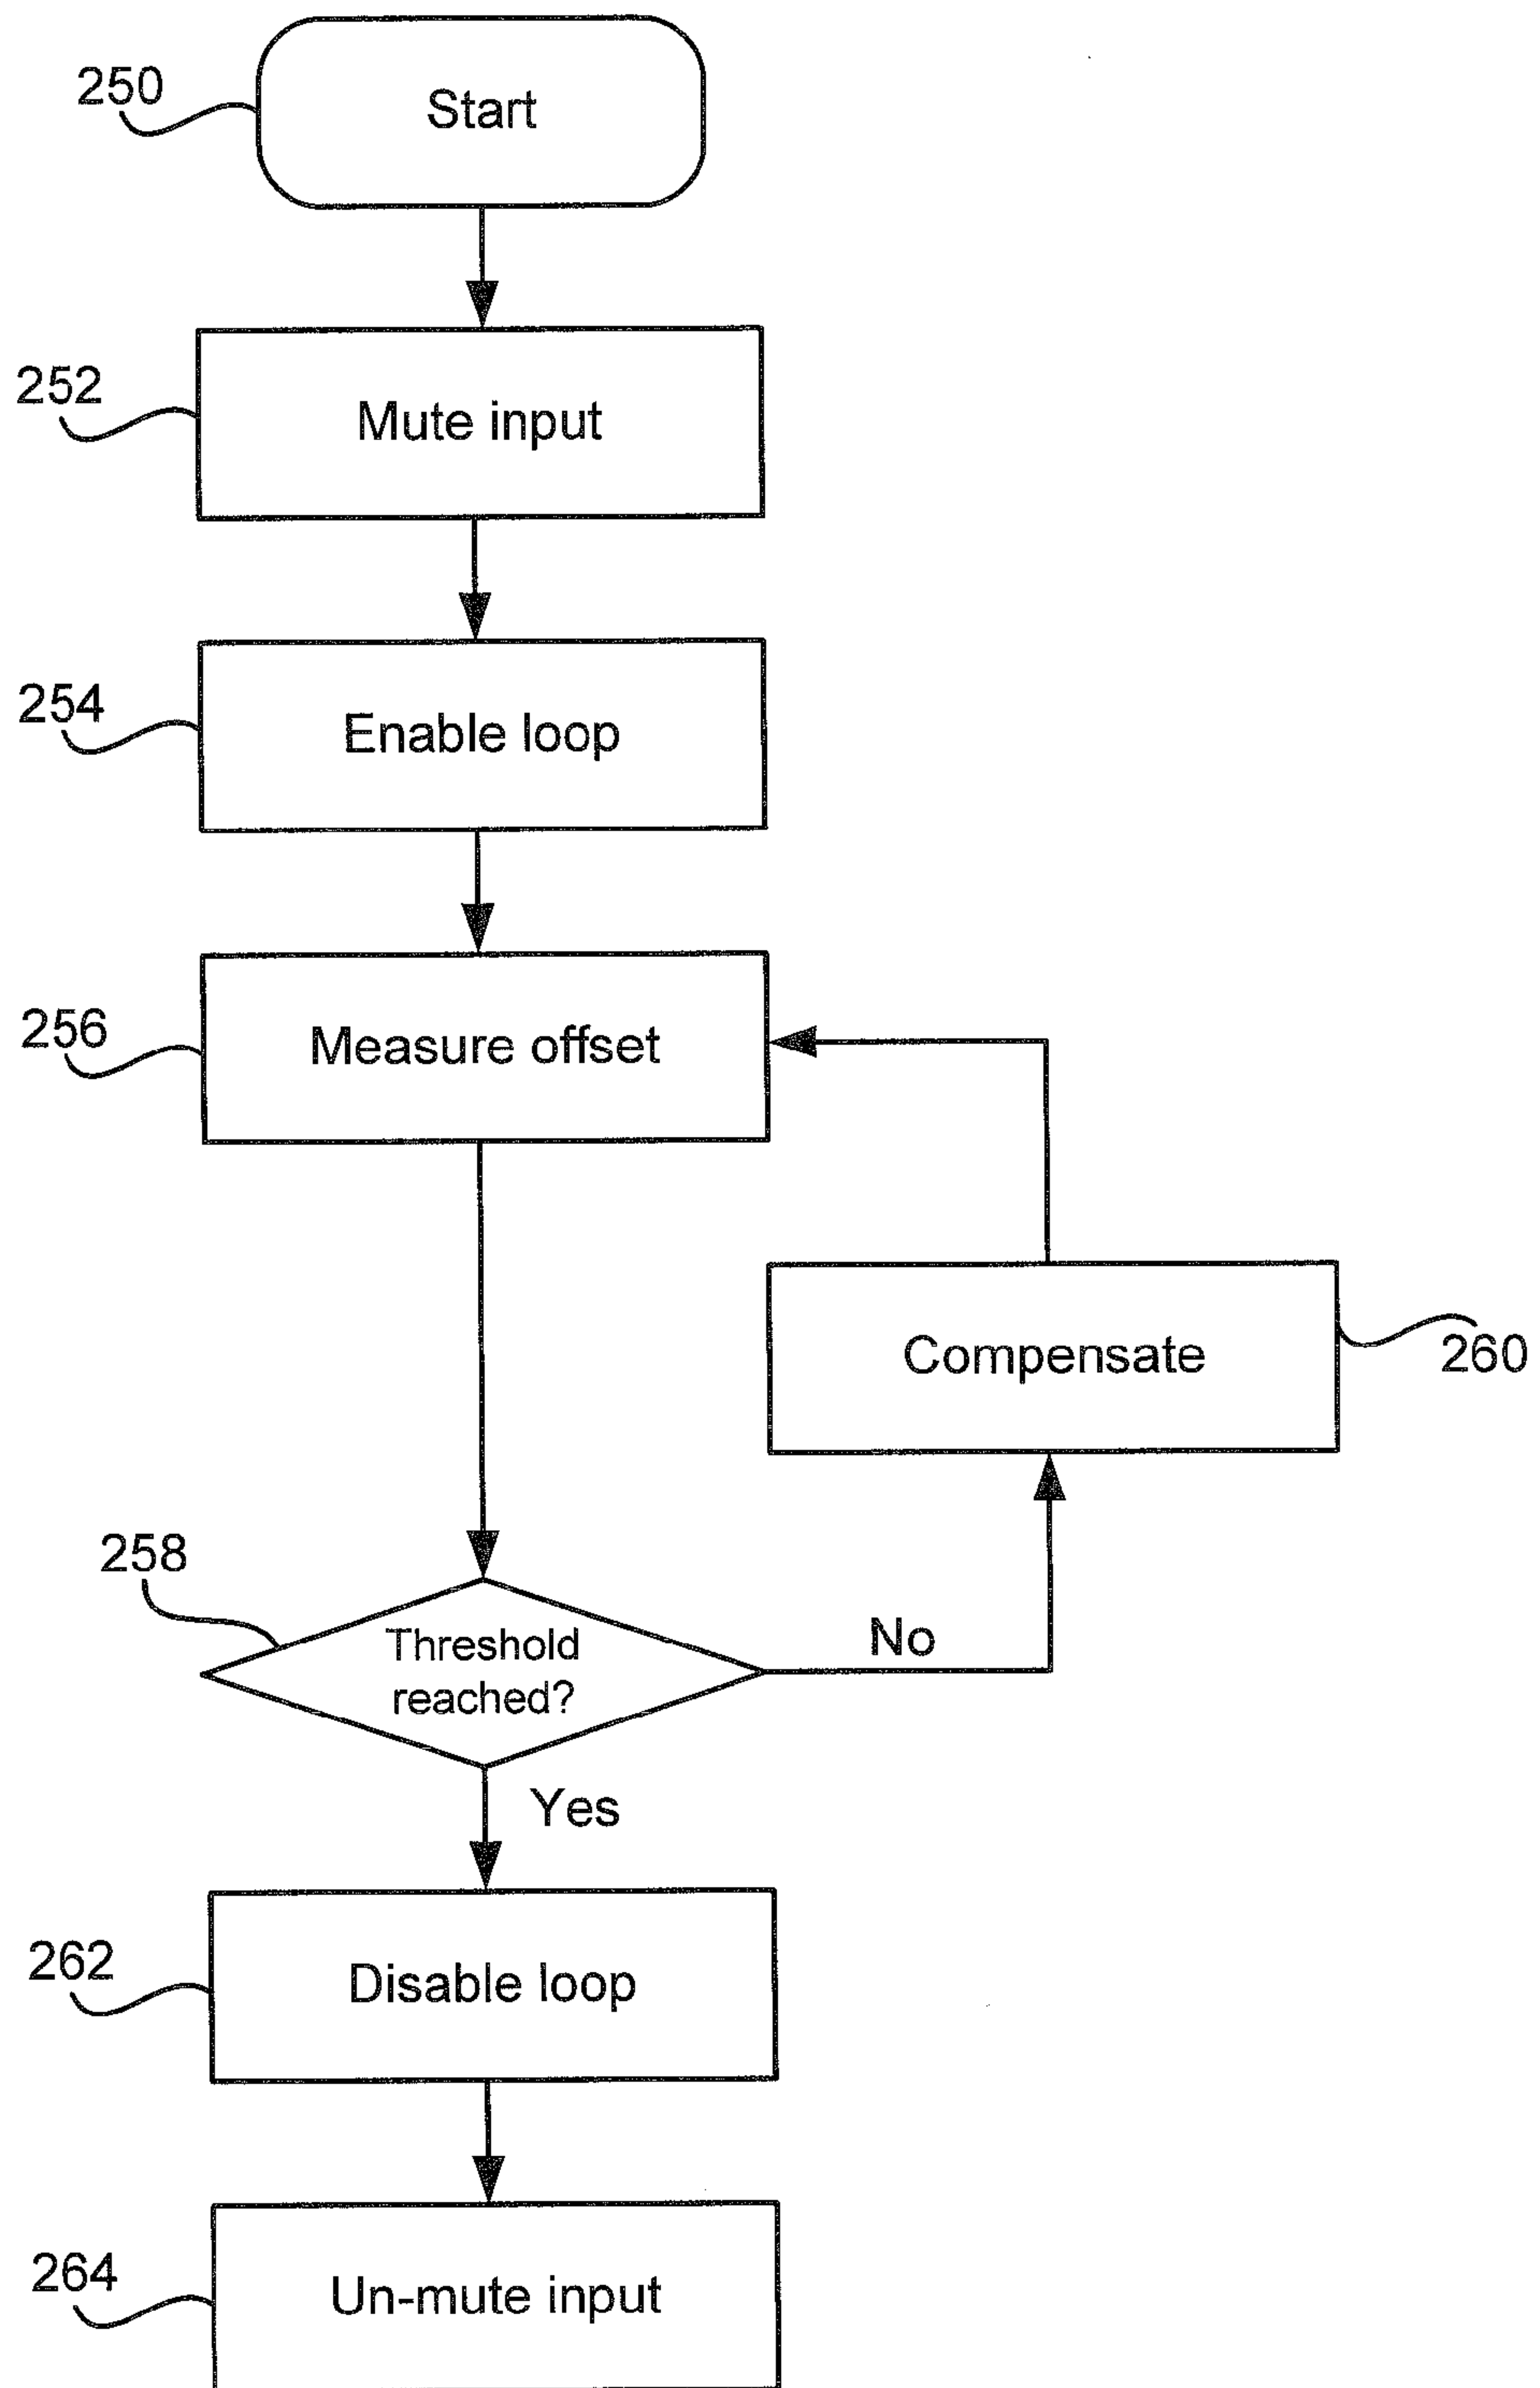 250
Start
252
Mute input
254
Enable loop
256
Measure offset
Compensate
260
258
Threshold
reached?
No
Yes
262
Disable loop
264
Un-mute input